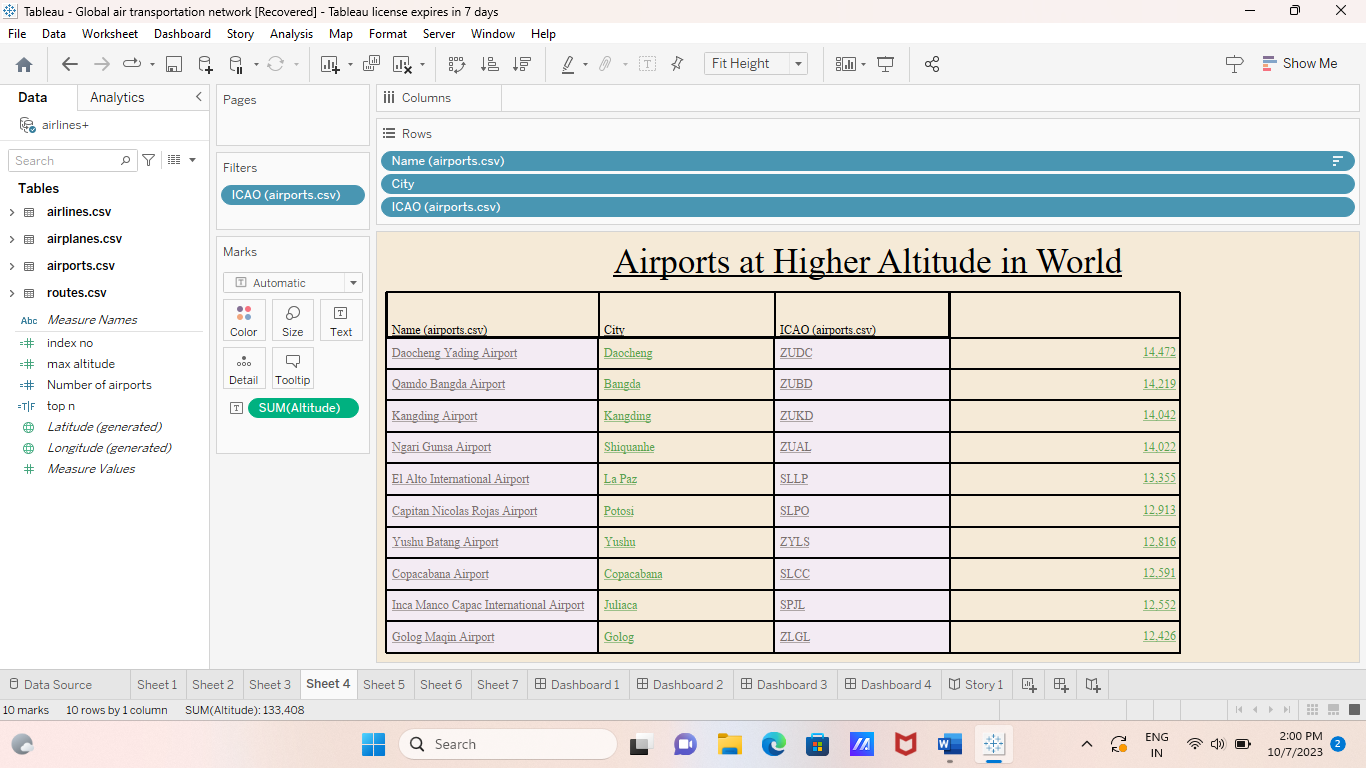 Tableau - Global air transportation network [Recovered] - Tableau license expires in 7 days
File Data Worksheet Dashboard Story Analysis Map Format Server Window Help
Fit Height
Show Me
Data Analytics
airlines+
Search
Tables
airlines.csv
airplanes.csv
airports.csv
routes.csv
Abc Measure Names
index no
max altitude
Number of airports
T|F top n
Latitude (generated)
Longitude (generated)
Measure Values
Pages
Filters
ICAO (airports.csv)
Marks
Automatic
Color Size Text
Detail Tooltip
SUM(Altitude)
Columns
Rows
Name (airports.csv)
City
ICAO (airports.csv)
Airports at Higher Altitude in World
Name (airports.csv) City ICAO (airports.csv)
Daocheng Yading Airport Daocheng ZUDC 14,472
Qamdo Bangda Airport Bangda ZUBD 14,219
Kangding Airport Kangding ZUKD 14,042
Ngari Gunsa Airport Shiquanhe ZUAL 14,022
El Alto International Airport La Paz SLLP 13,355
Capitan Nicolas Rojas Airport Potosi SLPO 12,913
Yushu Batang Airport Yushu ZYLS 12,816
Copacabana Airport Copacabana SLCC 12,591
Inca Manco Capac International Airport Juliaca SPJL 12,552
Golog Maqin Airport Golog ZLGL 12,426
Data Source Sheet 1 Sheet 2 Sheet 3 Sheet 4 Sheet 5 Sheet 6 Sheet 7 Dashboard 1 Dashboard 2 Dashboard 3 Dashboard 4 Story 1
10 marks 10 rows by 1 column SUM(Altitude): 133,408
Search
ENG
IN
2:00 PM
10/7/2023
2